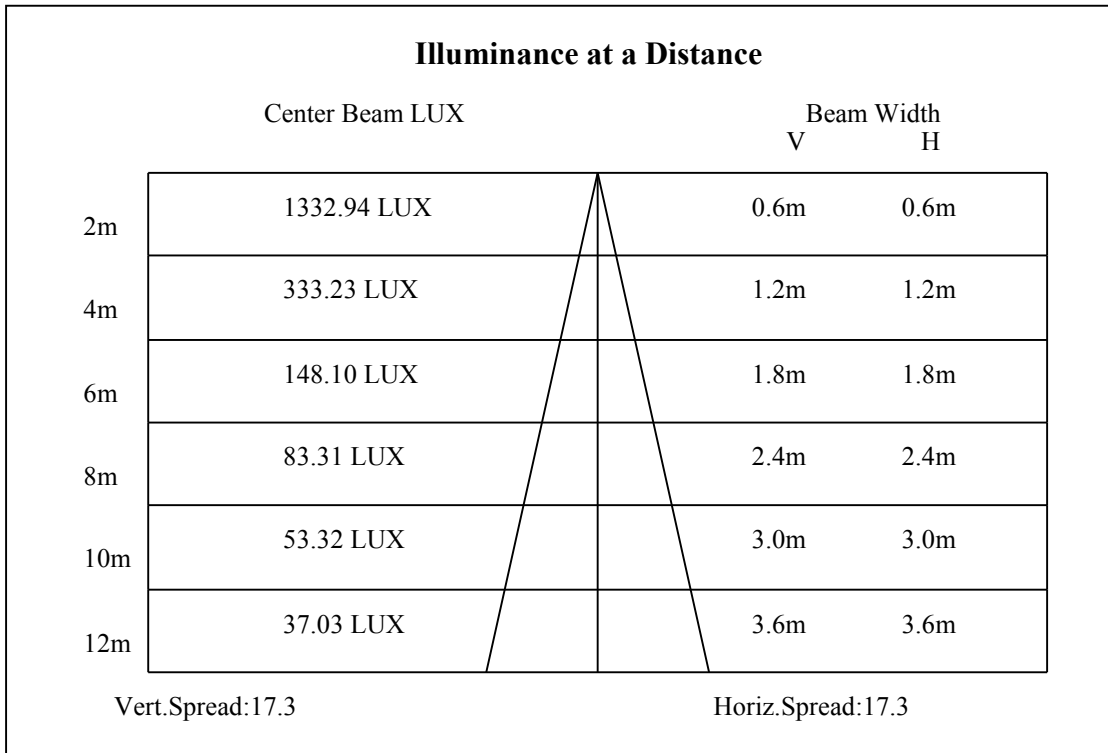 Illuminance at a Distance
Center Beam LUX Beam Width
V H
2m 1332.94 LUX 0.6m 0.6m
4m 333.23 LUX 1.2m 1.2m
6m 148.10 LUX 1.8m 1.8m
8m 83.31 LUX 2.4m 2.4m
10m 53.32 LUX 3.0m 3.0m
12m 37.03 LUX 3.6m 3.6m
Vert.Spread:17.3 Horiz.Spread:17.3